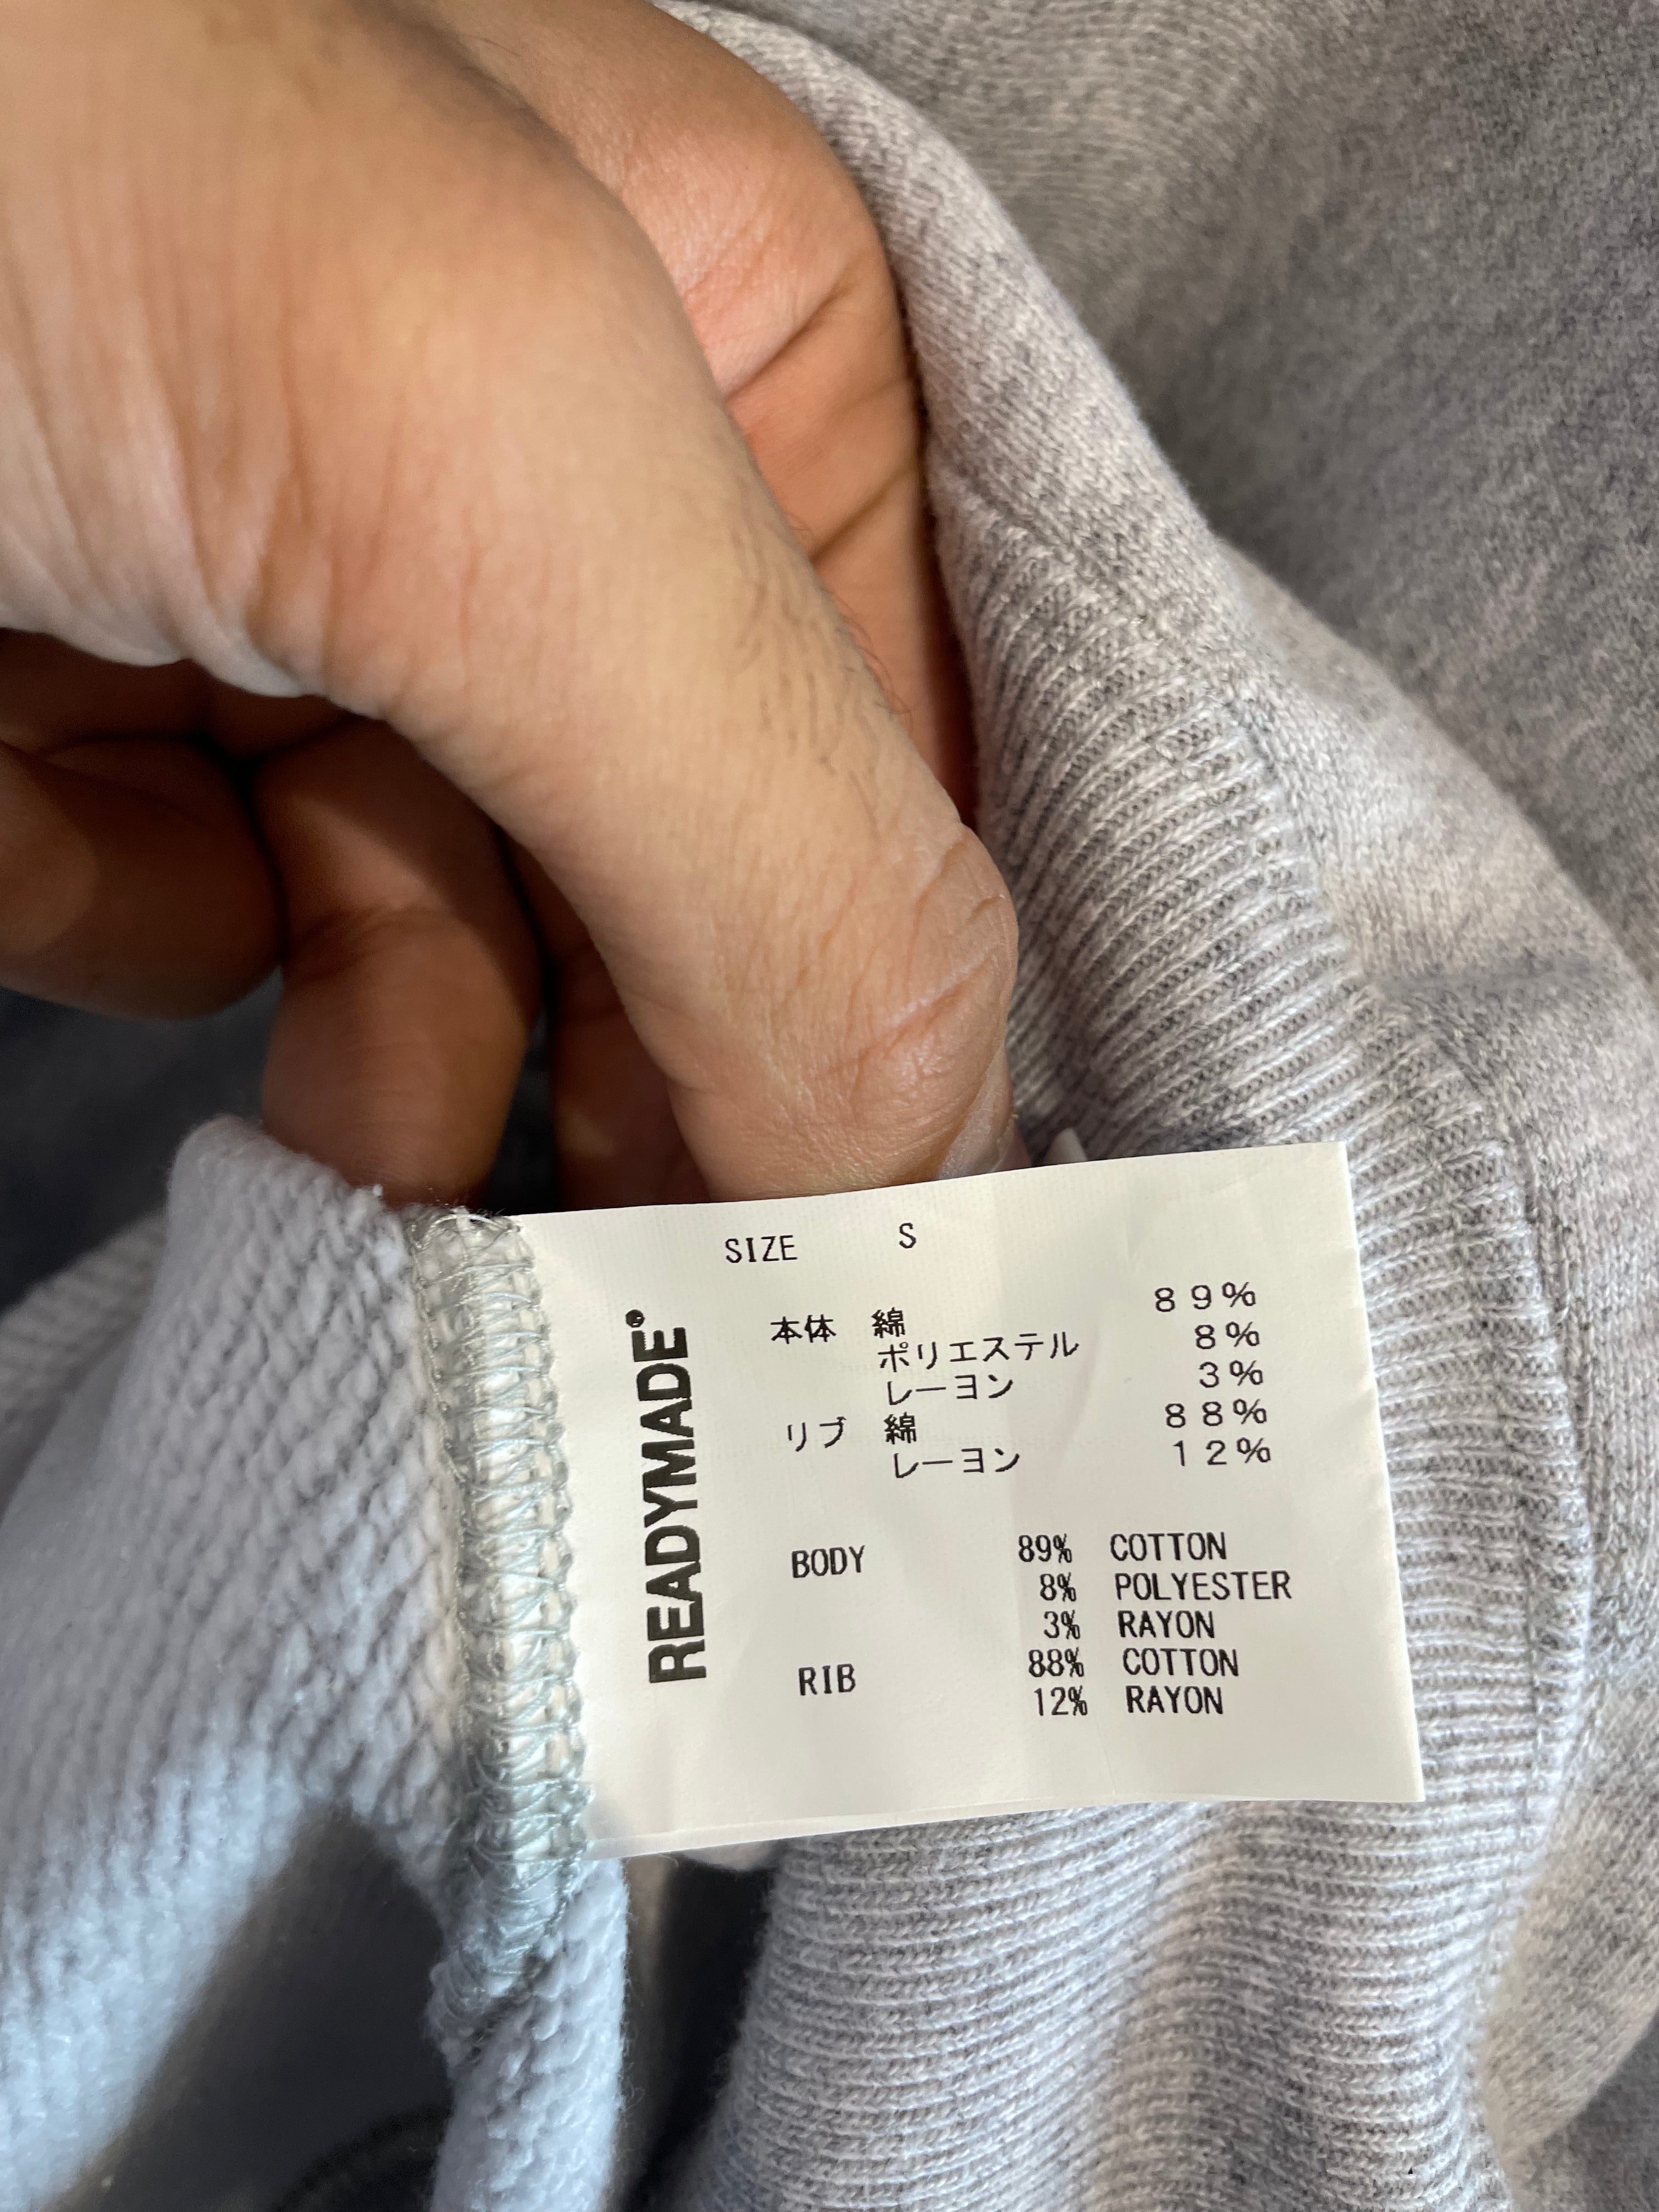 SIZE S
READYMADE®
本体 綿 89%
ポリエステル 8%
レーヨン 3%
リブ 綿 88%
レーヨン 12%
BODY 89% COTTON
8% POLYESTER
3% RAYON
RIB 88% COTTON
12% RAYON